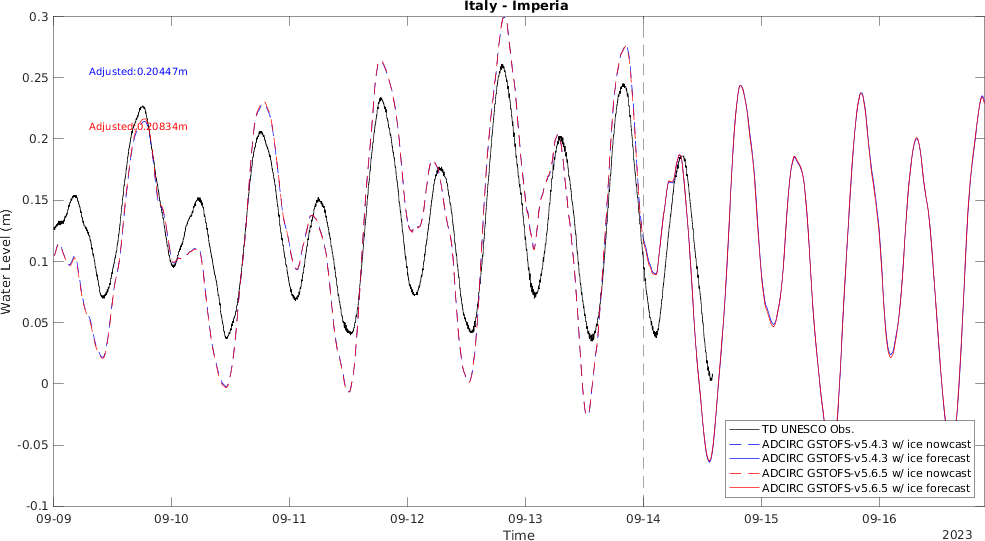 Italy - Imperia
Water Level (m)
0.3
0.25
0.2
0.15
0.1
0.05
0
-0.05
-0.1
Adjusted:0.20447m
Adjusted:0.20834m
TD UNESCO Obs.
ADCIRC GSTOFS-v5.4.3 w/ ice nowcast
ADCIRC GSTOFS-v5.4.3 w/ ice forecast
ADCIRC GSTOFS-v5.6.5 w/ ice nowcast
ADCIRC GSTOFS-v5.6.5 w/ ice forecast
09-09 09-10 09-11 09-12 09-13 09-14 09-15 09-16
Time
2023